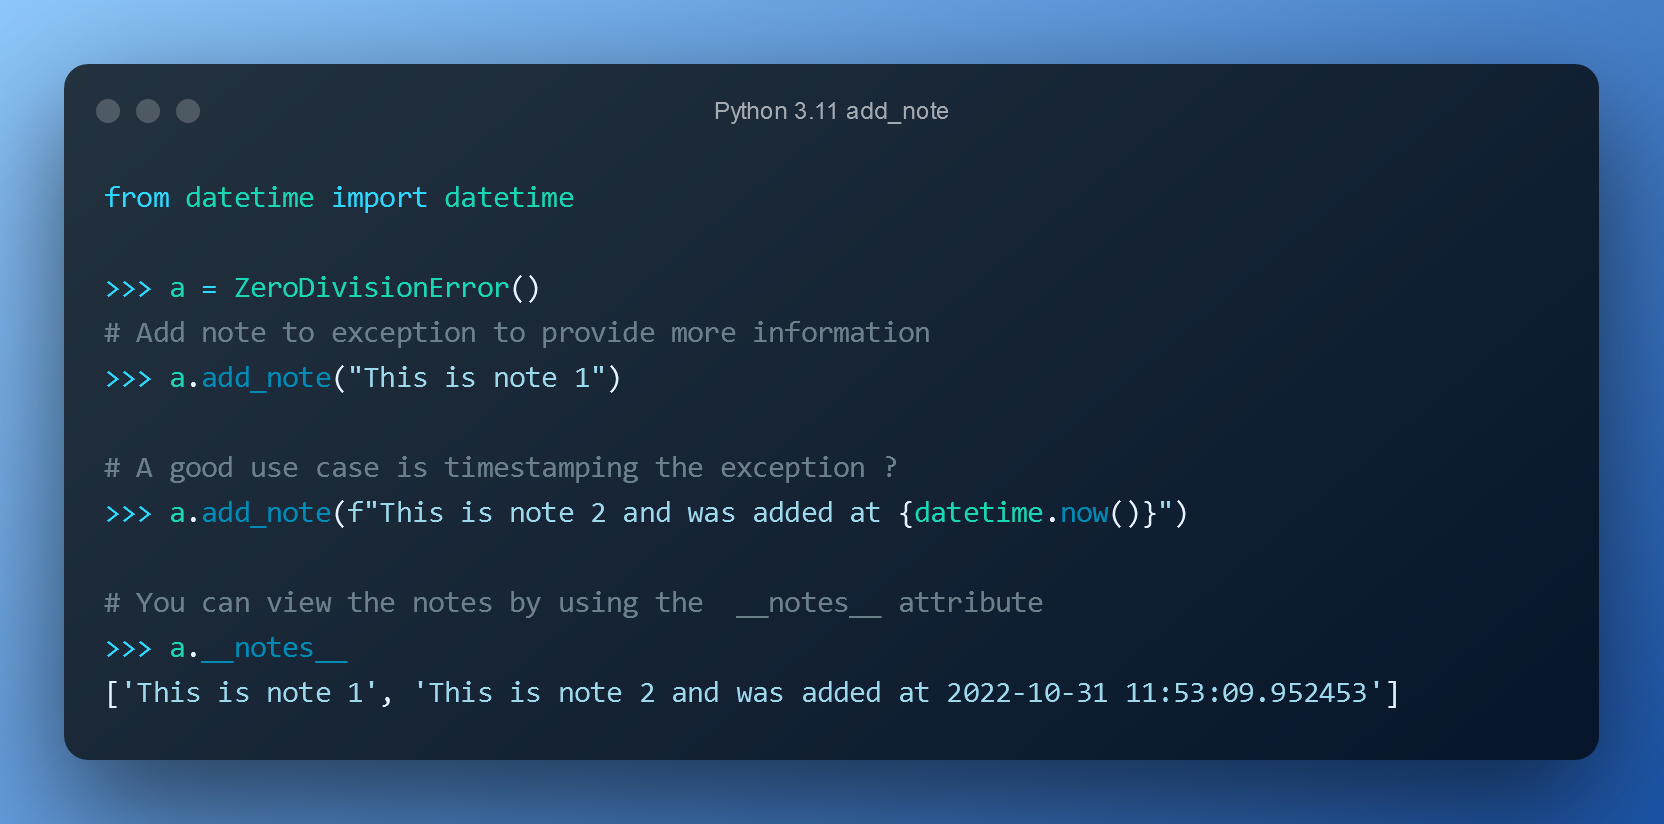 Python 3.11 add_note
from datetime import datetime
>>> a = ZeroDivisionError()
# Add note to exception to provide more information
>>> a.add_note("This is note 1")
# A good use case is timestamping the exception ?
>>> a.add_note(f"This is note 2 and was added at {datetime.now()}")
# You can view the notes by using the  __notes__ attribute
>>> a.__notes__
['This is note 1', 'This is note 2 and was added at 2022-10-31 11:53:09.952453']